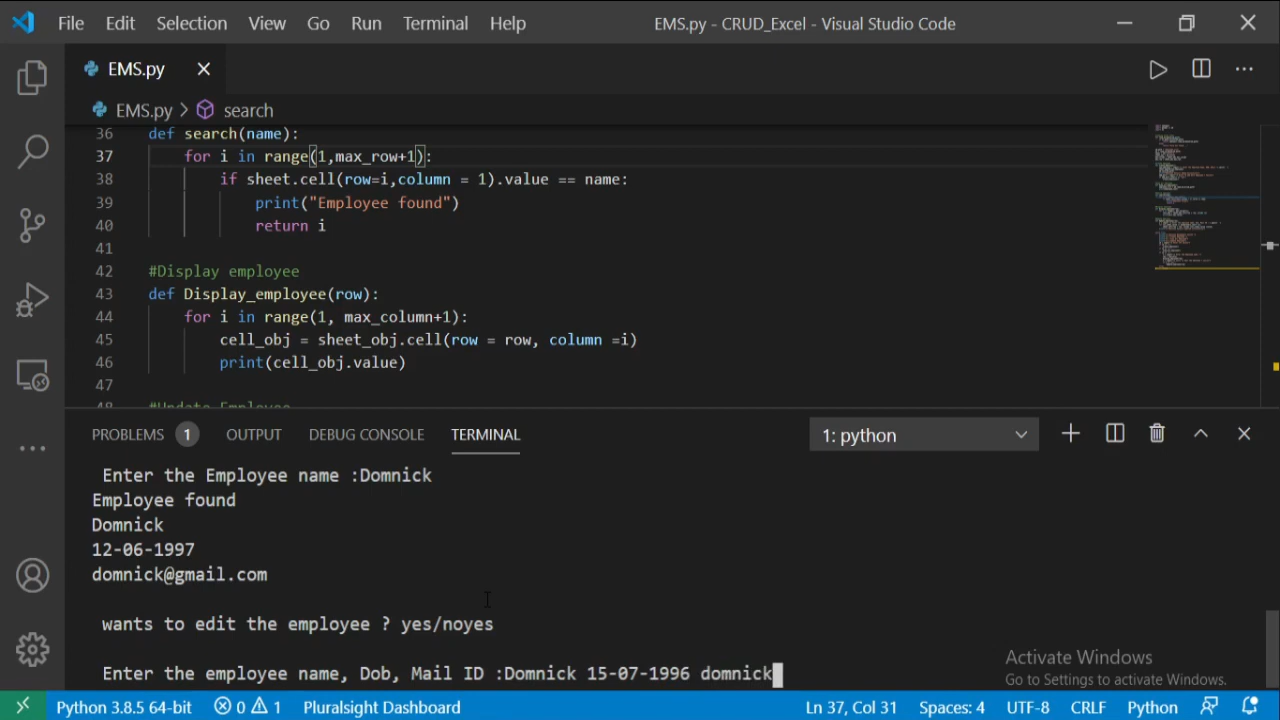 File Edit Selection View Go Run Terminal Help EMS.py - CRUD_Excel - Visual Studio Code
EMS.py
EMS.py > search
36 def search(name):
37 for i in range(1,max_row+1):
38 if sheet.cell(row=i,column = 1).value == name:
39 print("Employee found")
40 return i
41
42 #Display employee
43 def Display_employee(row):
44 for i in range(1, max_column+1):
45 cell_obj = sheet_obj.cell(row = row, column =i)
46 print(cell_obj.value)
47
48 #Update Employee
PROBLEMS 1 OUTPUT DEBUG CONSOLE TERMINAL 1: python
Enter the Employee name :Domnick
Employee found
Domnick
12-06-1997
domnick@gmail.com
wants to edit the employee ? yes/noyes
Enter the employee name, Dob, Mail ID :Domnick 15-07-1996 domnick
Activate Windows
Go to Settings to activate Windows.
Python 3.8.5 64-bit 0 1 Pluralsight Dashboard Ln 37, Col 31 Spaces: 4 UTF-8 CRLF Python